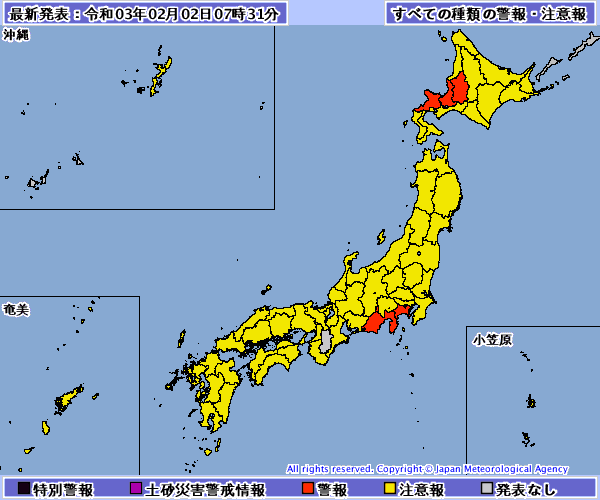 最新発表：令和03年02月02日07時31分
すべての種類の警報・注意報
沖縄
奄美
小笠原
All rights reserved. Copyright © Japan Meteorological Agency
特別警報 土砂災害警戒情報 警報 注意報 発表なし